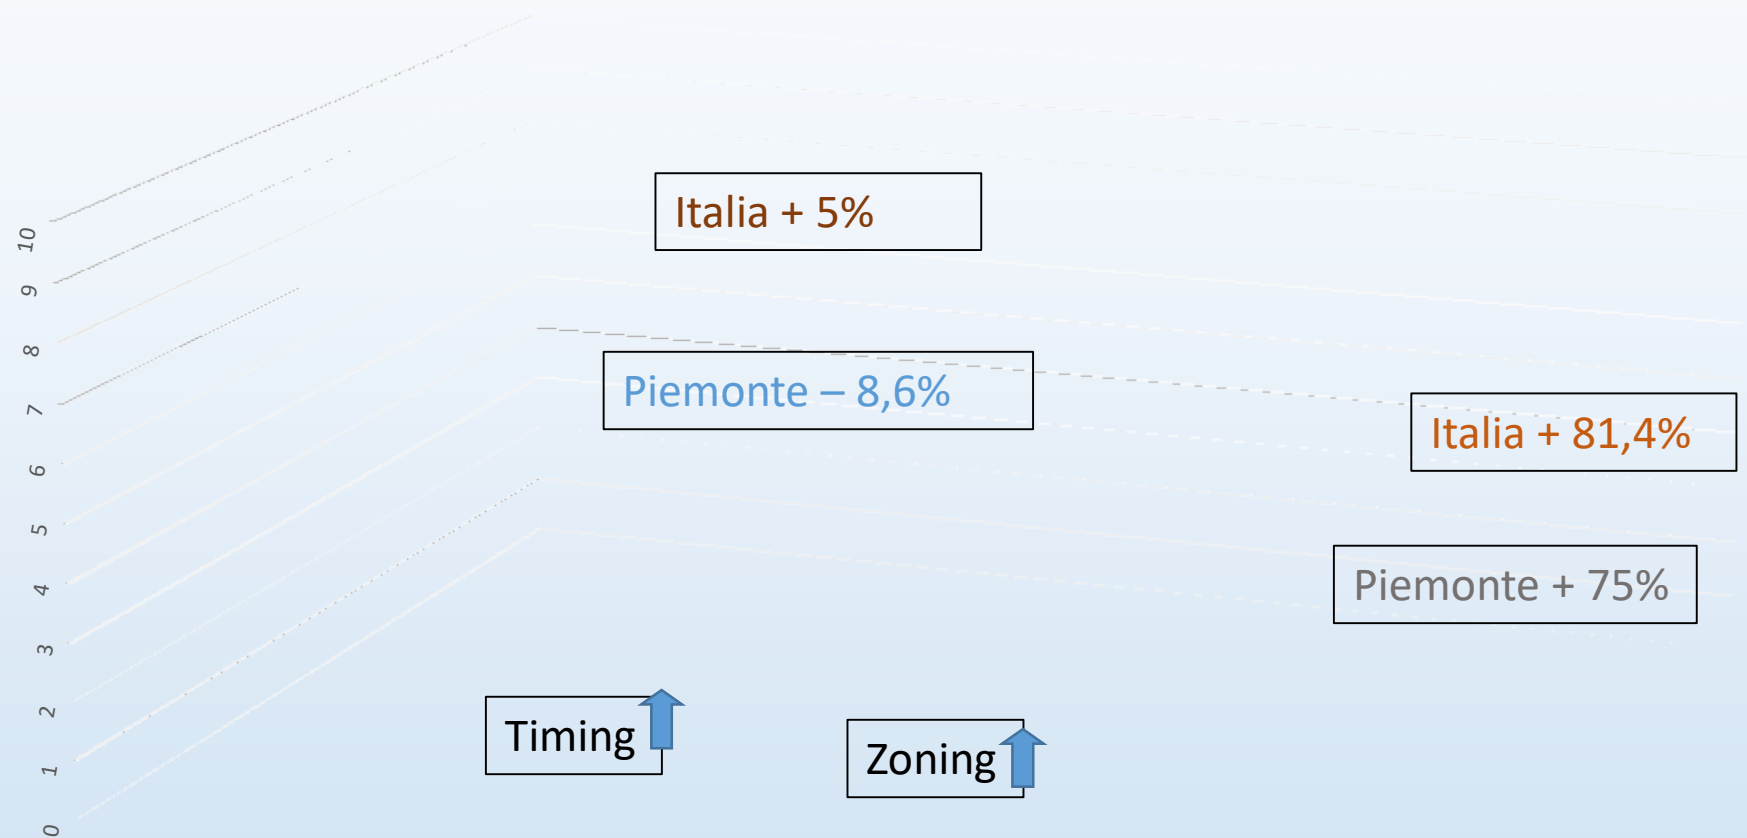 10
9
8
7
6
5
4
3
2
1
0
Italia + 5%
Piemonte – 8,6%
Italia + 81,4%
Piemonte + 75%
Timing
Zoning